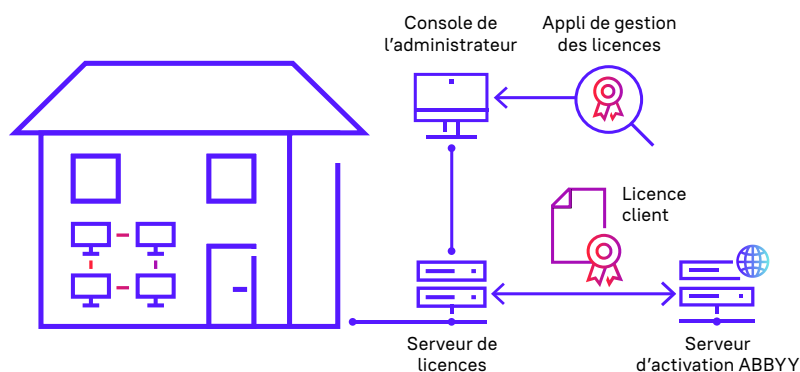 Console de
l'administrateur
Appli de gestion
des licences
Licence
client
Serveur de
licences
Serveur
d'activation ABBYY